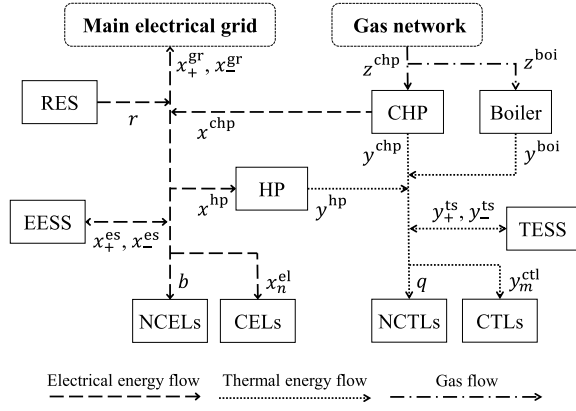 Main electrical grid
Gas network
x₊ᵍʳ, x₋ᵍʳ
zᶜʰᵖ
zᵇᵒⁱ
RES
r
xᶜʰᵖ
CHP
Boiler
yᶜʰᵖ
yᵇᵒⁱ
xʰᵖ
HP
yʰᵖ
EESS
x₊ᵉˢ, x₋ᵉˢ
y₊ᵗˢ, y₋ᵗˢ
TESS
b
xₙᵉˡ
q
yₘᶜᵗˡ
NCELs
CELs
NCTLs
CTLs
Electrical energy flow
Thermal energy flow
Gas flow